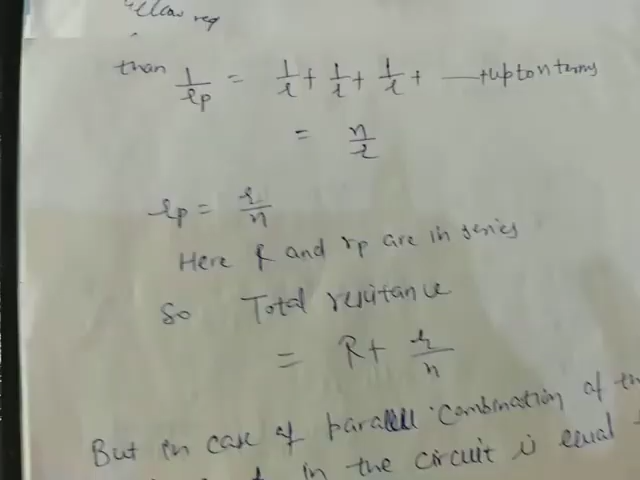 than 1/rp = 1/r + 1/r + 1/r + —— + upto n terms
= n/r
rp = r/n
Here R and rp are in series
So Total resistance
= R + r/n
But in case of parallel combination of
in the circuit is equal